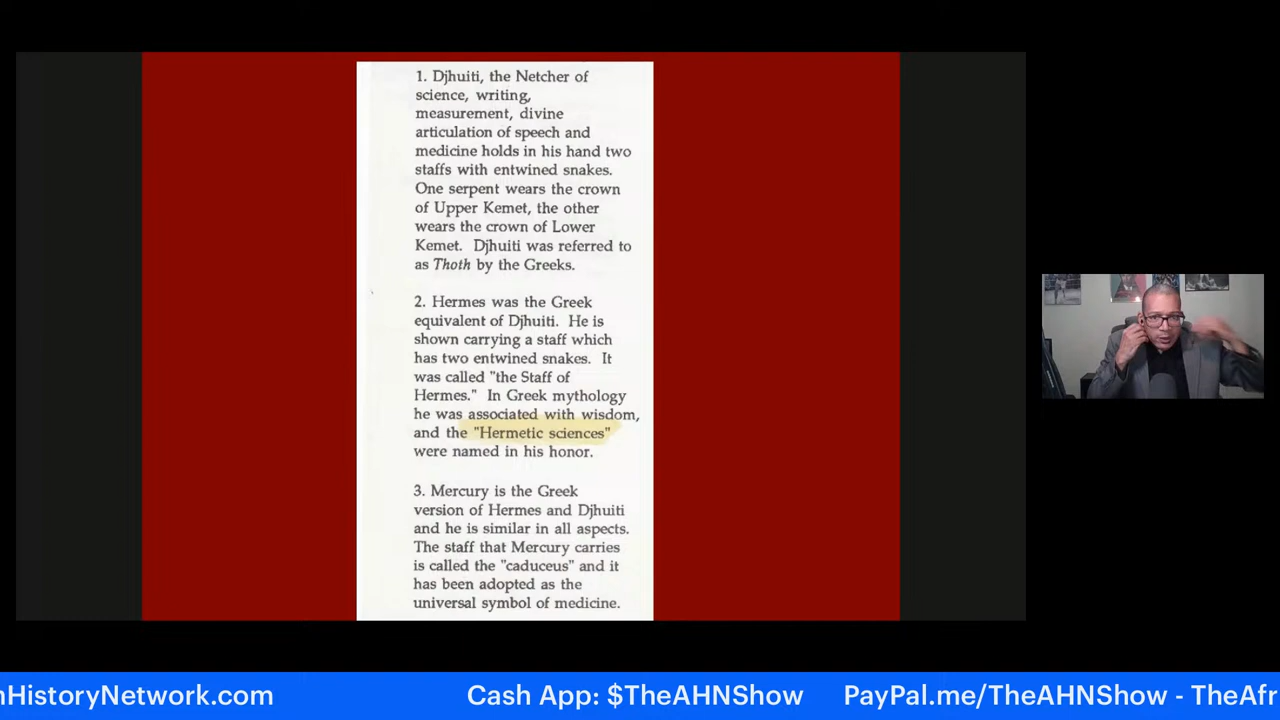 1. Djhuiti, the Netcher of
science, writing,
measurement, divine
articulation of speech and
medicine holds in his hand two
staffs with entwined snakes.
One serpent wears the crown
of Upper Kemet, the other
wears the crown of Lower
Kemet. Djhuiti was referred to
as Thoth by the Greeks.
2. Hermes was the Greek
equivalent of Djhuiti. He is
shown carrying a staff which
has two entwined snakes. It
was called "the Staff of
Hermes." In Greek mythology
he was associated with wisdom,
and the "Hermetic sciences"
were named in his honor.
3. Mercury is the Greek
version of Hermes and Djhuiti
and he is similar in all aspects.
The staff that Mercury carries
is called the "caduceus" and it
has been adopted as the
universal symbol of medicine.
nHistoryNetwork.com Cash App: $TheAHNShow PayPal.me/TheAHNShow - TheAfr